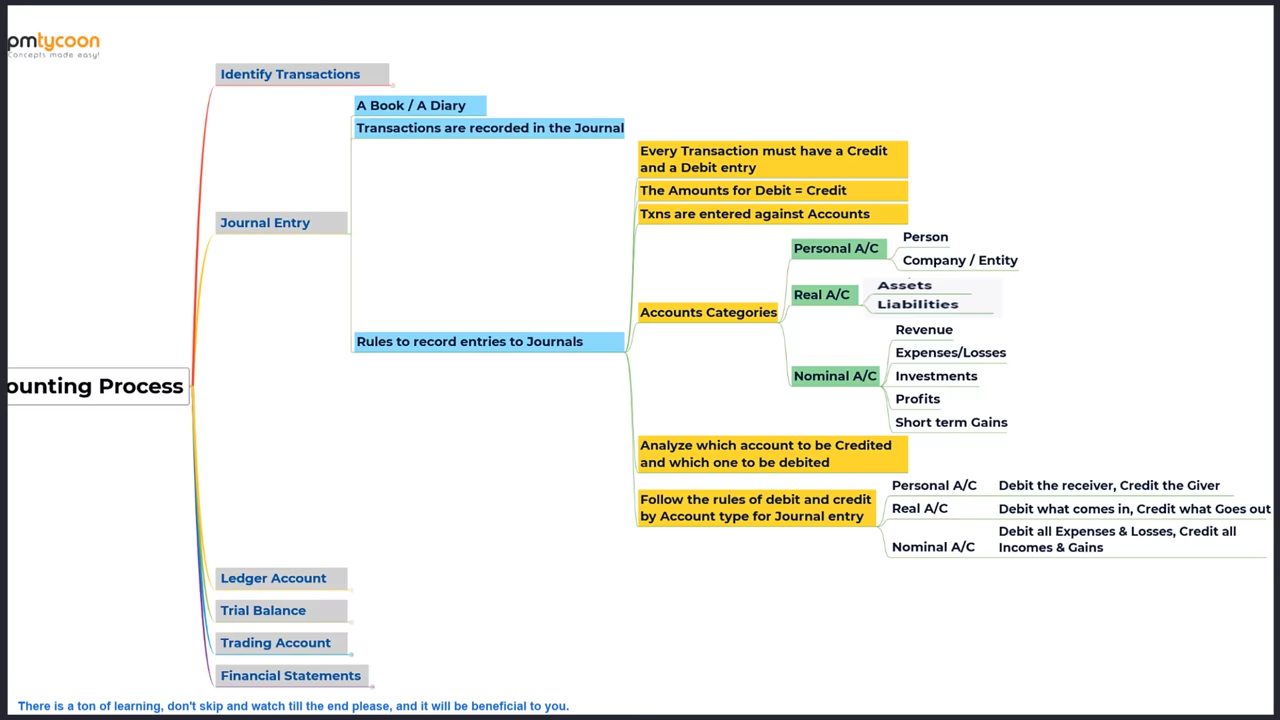 pmtycoon
Concepts made easy!
Identify Transactions
A Book / A Diary
Transactions are recorded in the Journal
Every Transaction must have a Credit
and a Debit entry
The Amounts for Debit = Credit
Txns are entered against Accounts
Journal Entry
Personal A/C
Person
Company / Entity
Real A/C
Assets
Liabilities
Accounts Categories
Revenue
Expenses/Losses
Rules to record entries to Journals
Nominal A/C
Investments
Profits
Short term Gains
ounting Process
Analyze which account to be Credited
and which one to be debited
Follow the rules of debit and credit
by Account type for Journal entry
Personal A/C Debit the receiver, Credit the Giver
Real A/C Debit what comes in, Credit what Goes out
Nominal A/C
Debit all Expenses & Losses, Credit all
Incomes & Gains
Ledger Account
Trial Balance
Trading Account
Financial Statements
There is a ton of learning, don't skip and watch till the end please, and it will be beneficial to you.